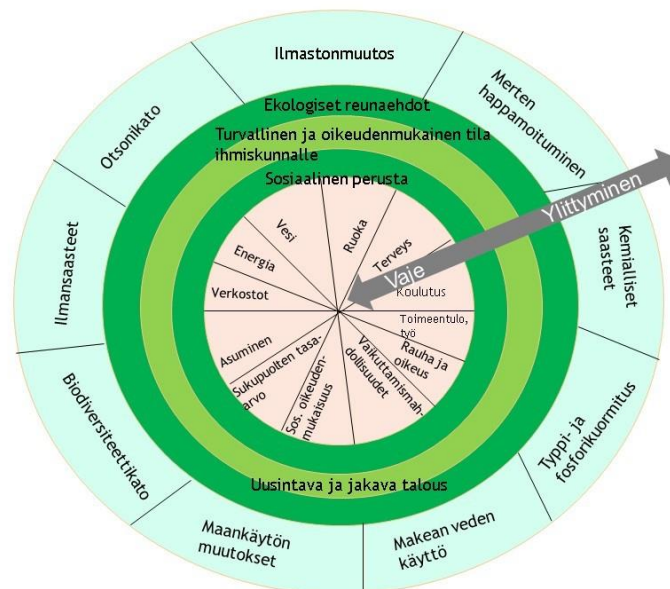 Ilmastonmuutos
Merten
happamoituminen
Kemialliset
saasteet
Typpi- ja
fosforikuormitus
Makean veden
käyttö
Maankäytön
muutokset
Biodiversiteettikato
Ilmansaasteet
Otsonikato
Ekologiset reunaehdot
Turvallinen ja oikeudenmukainen tila
ihmiskunnalle
Sosiaalinen perusta
Ylittyminen
Vaje
Vesi
Ruoka
Terveys
Koulutus
Toimeentulo,
työ
Rauha ja
oikeus
Vaikuttamismah-
dollisuudet
Sos. oikeuden-
mukaisuus
Sukupuolten tasa-
arvo
Asuminen
Verkostot
Energia
Uusintava ja jakava talous